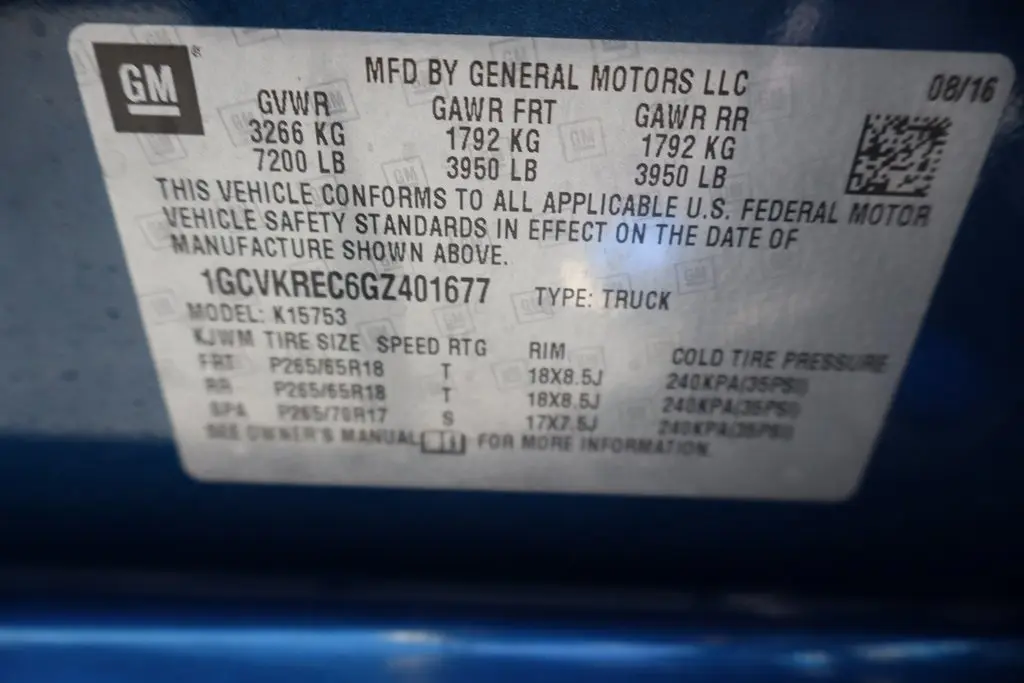 GM®
MFD BY GENERAL MOTORS LLC 08/16
GVWR GAWR FRT GAWR RR
3266 KG 1792 KG 1792 KG
7200 LB 3950 LB 3950 LB
THIS VEHICLE CONFORMS TO ALL APPLICABLE U.S. FEDERAL MOTOR
VEHICLE SAFETY STANDARDS IN EFFECT ON THE DATE OF
MANUFACTURE SHOWN ABOVE.
1GCVKREC6GZ401677 TYPE: TRUCK
MODEL: K15753
KJWM TIRE SIZE SPEED RTG RIM COLD TIRE PRESSURE
FRT P265/65R18 T 18X8.5J 240KPA(35PSI)
RR P265/65R18 T 18X8.5J 240KPA(35PSI)
SPA P265/70R17 S 17X7.5J 240KPA(35PSI)
SEE OWNER'S MANUAL FOR MORE INFORMATION.